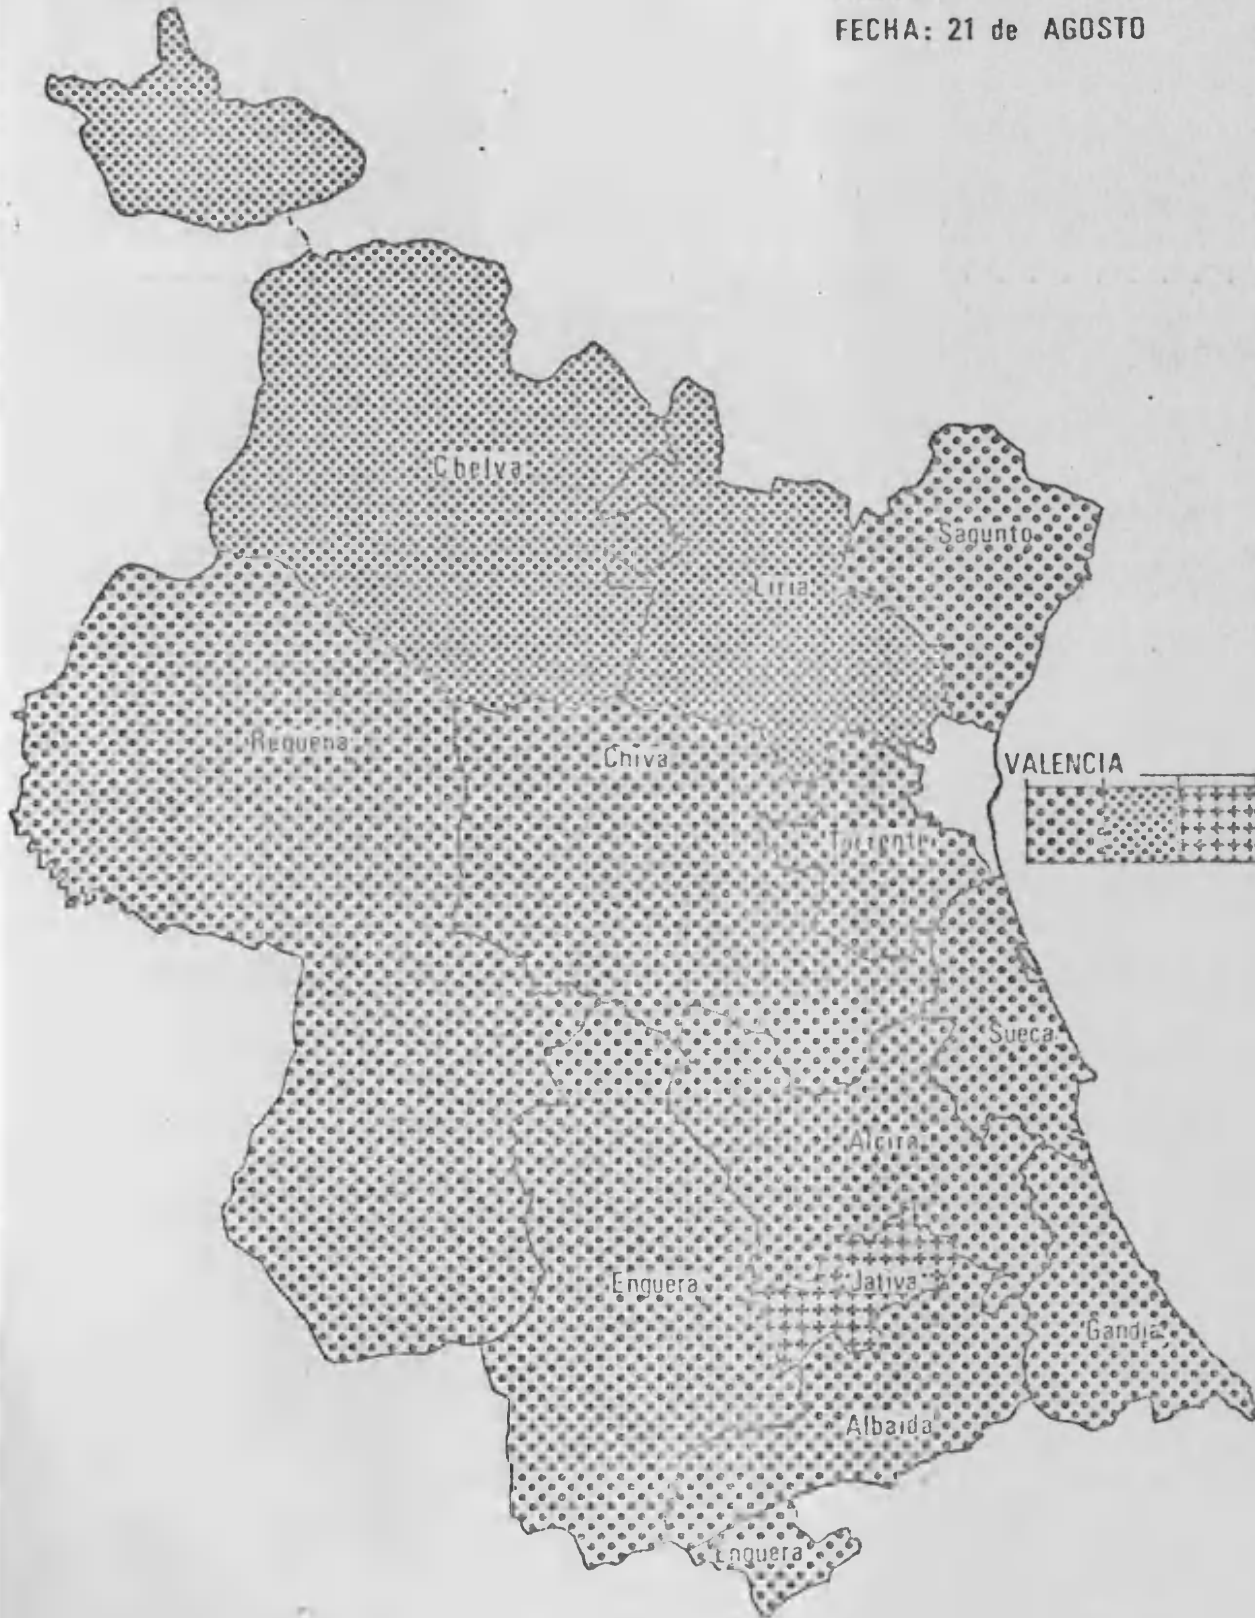 FECHA: 21 de AGOSTO
Chelva
Sagunto
Liria
Requena
Chiva
VALENCIA
Torrente
Sueca
Alcira
Enguera
Jativa
Gandia
Albaida
Enguera